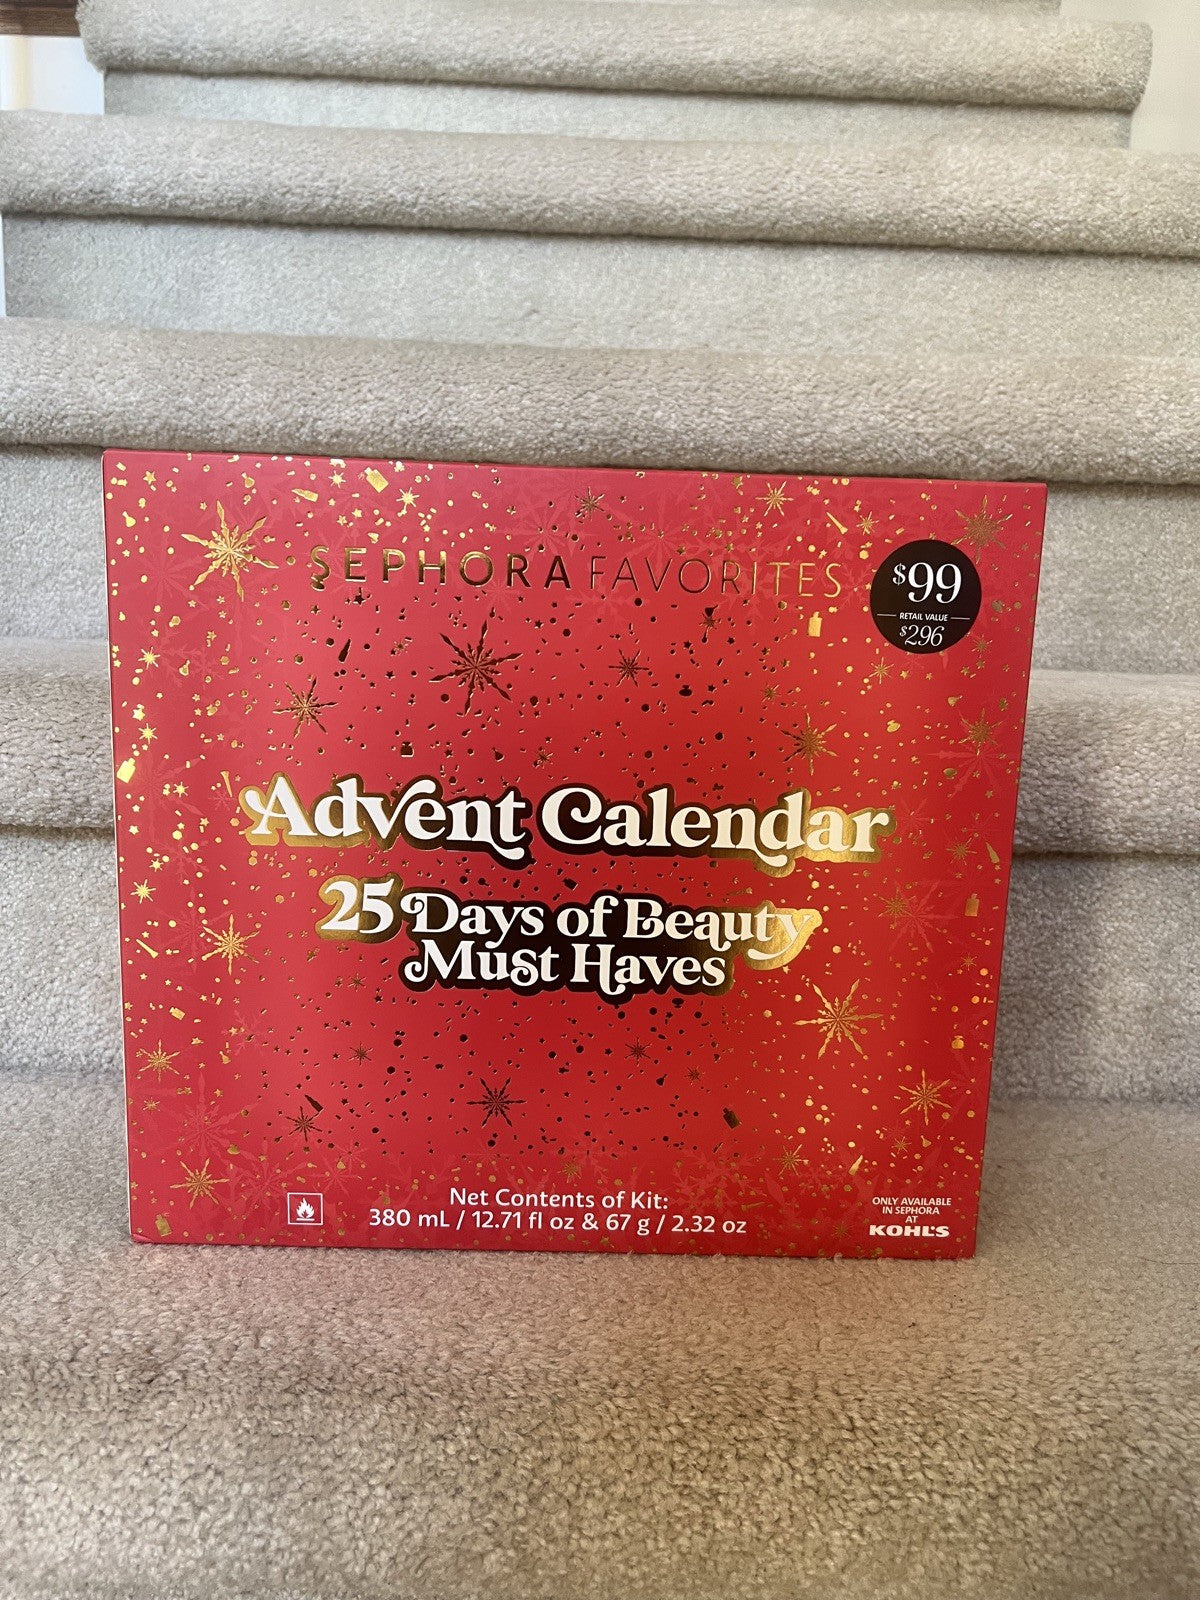 SEPHORA FAVORITES
$99
RETAIL VALUE
$296
Advent Calendar
25 Days of Beauty
Must Haves
Net Contents of Kit:
380 mL / 12.71 fl oz & 67 g / 2.32 oz
ONLY AVAILABLE
IN SEPHORA
AT
KOHL'S